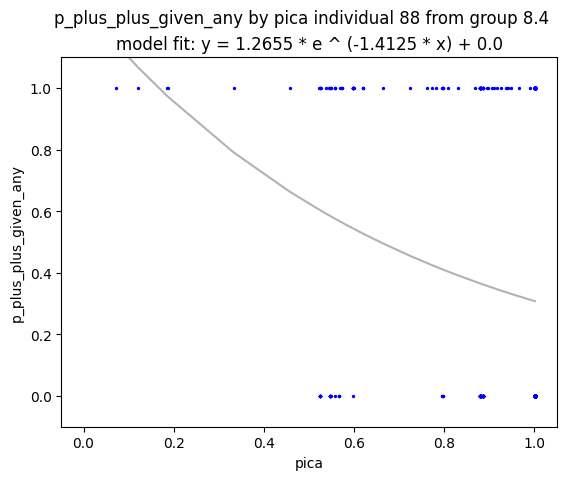 p_plus_plus_given_any by pica individual 88 from group 8.4
model fit: y = 1.2655 * e ^ (-1.4125 * x) + 0.0
1.0
0.8
0.6
0.4
0.2
0.0
p_plus_plus_given_any
0.0 0.2 0.4 0.6 0.8 1.0
pica